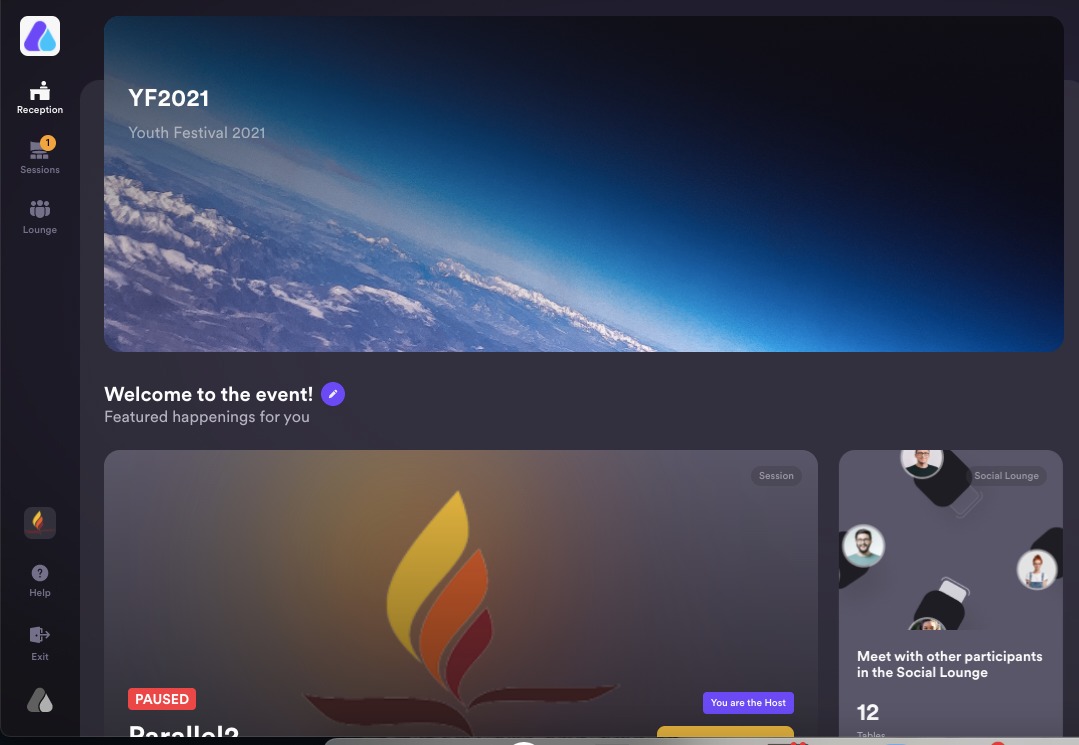 YF2021
Youth Festival 2021
Reception
1
Sessions
Lounge
Welcome to the event!
Featured happenings for you
Session
Social Lounge
Help
Exit
Meet with other participants
in the Social Lounge
PAUSED
You are the Host
12
Parallel2
Tables